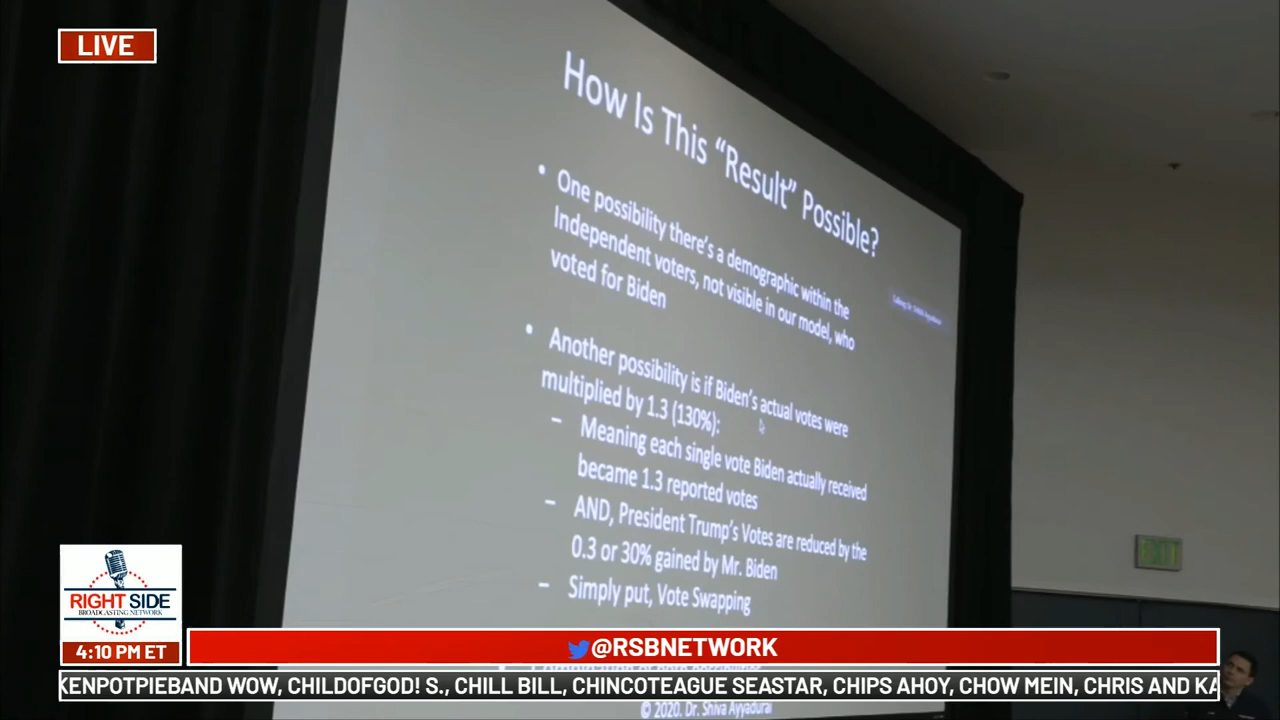 LIVE
How Is This “Result” Possible?
• One possibility there's a demographic within the
Independent voters, not visible in our model, who
voted for Biden
• Another possibility is if Biden's actual votes were
multiplied by 1.3 (130%):
– Meaning each single vote Biden actually received
became 1.3 reported votes
– AND, President Trump's Votes are reduced by the
0.3 or 30% gained by Mr. Biden
– Simply put, Vote Swapping
© 2020. Dr. Shiva Ayyadurai
EXIT
RIGHT SIDE
BROADCASTING NETWORK
4:10 PM ET
@RSBNETWORK
KENPOTPIEBAND WOW, CHILDOFGOD! S., CHILL BILL, CHINCOTEAGUE SEASTAR, CHIPS AHOY, CHOW MEIN, CHRIS AND KA